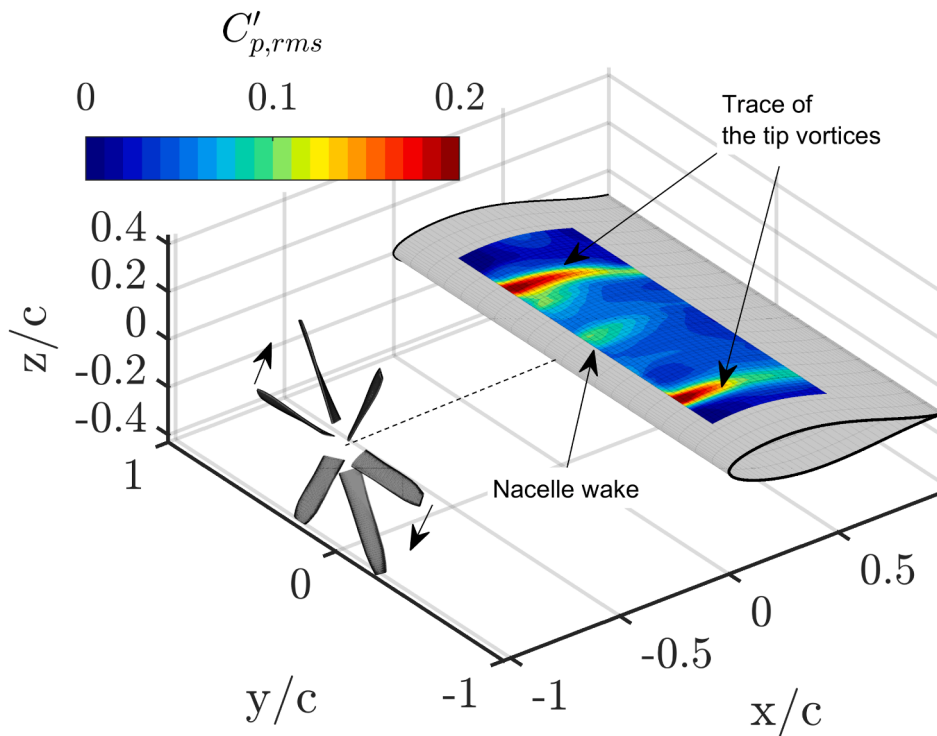 C′p,rms
0 0.1 0.2
Trace of
the tip vortices
0.4
0.2
0
-0.2
-0.4
z/c
Nacelle wake
1
0
-1
y/c
-1
-0.5
0
0.5
x/c